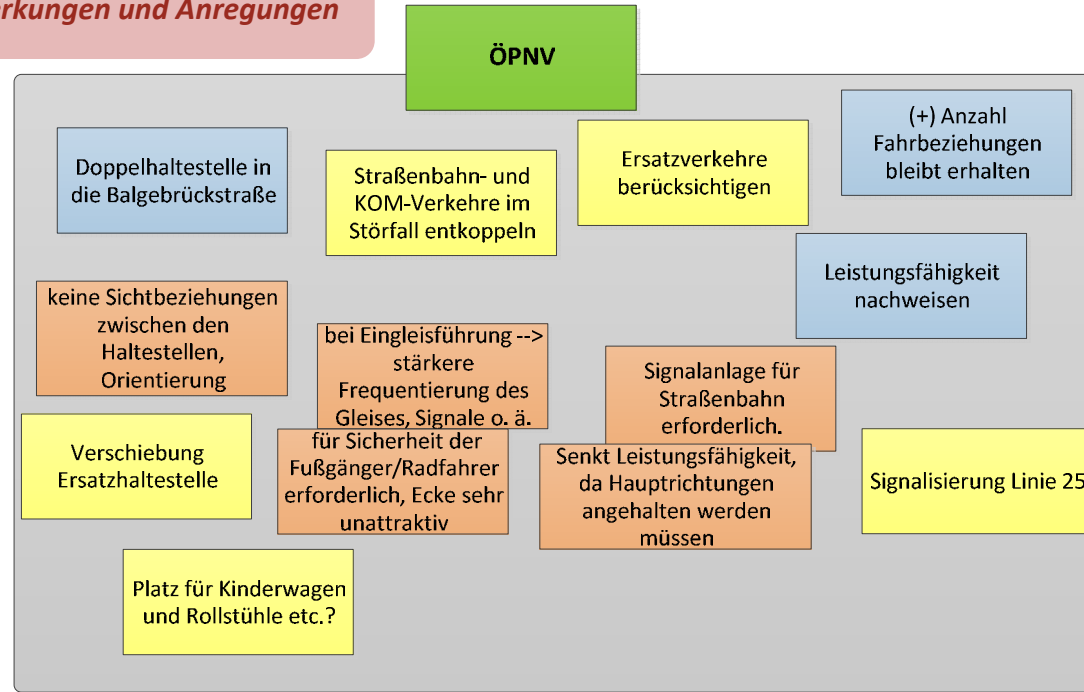 rkungen und Anregungen
ÖPNV
Doppelhaltestelle in
die Balgebrückstraße
Straßenbahn- und
KOM-Verkehre im
Störfall entkoppeln
Ersatzverkehre
berücksichtigen
(+) Anzahl
Fahrbeziehungen
bleibt erhalten
Leistungsfähigkeit
nachweisen
keine Sichtbeziehungen
zwischen den
Haltestellen,
Orientierung
bei Eingleisführung -->
stärkere
Frequentierung des
Gleises, Signale o. ä.
für Sicherheit der
Fußgänger/Radfahrer
erforderlich, Ecke sehr
unattraktiv
Signalanlage für
Straßenbahn
erforderlich.
Senkt Leistungsfähigkeit,
da Hauptrichtungen
angehalten werden
müssen
Verschiebung
Ersatzhaltestelle
Signalisierung Linie 25
Platz für Kinderwagen
und Rollstühle etc.?